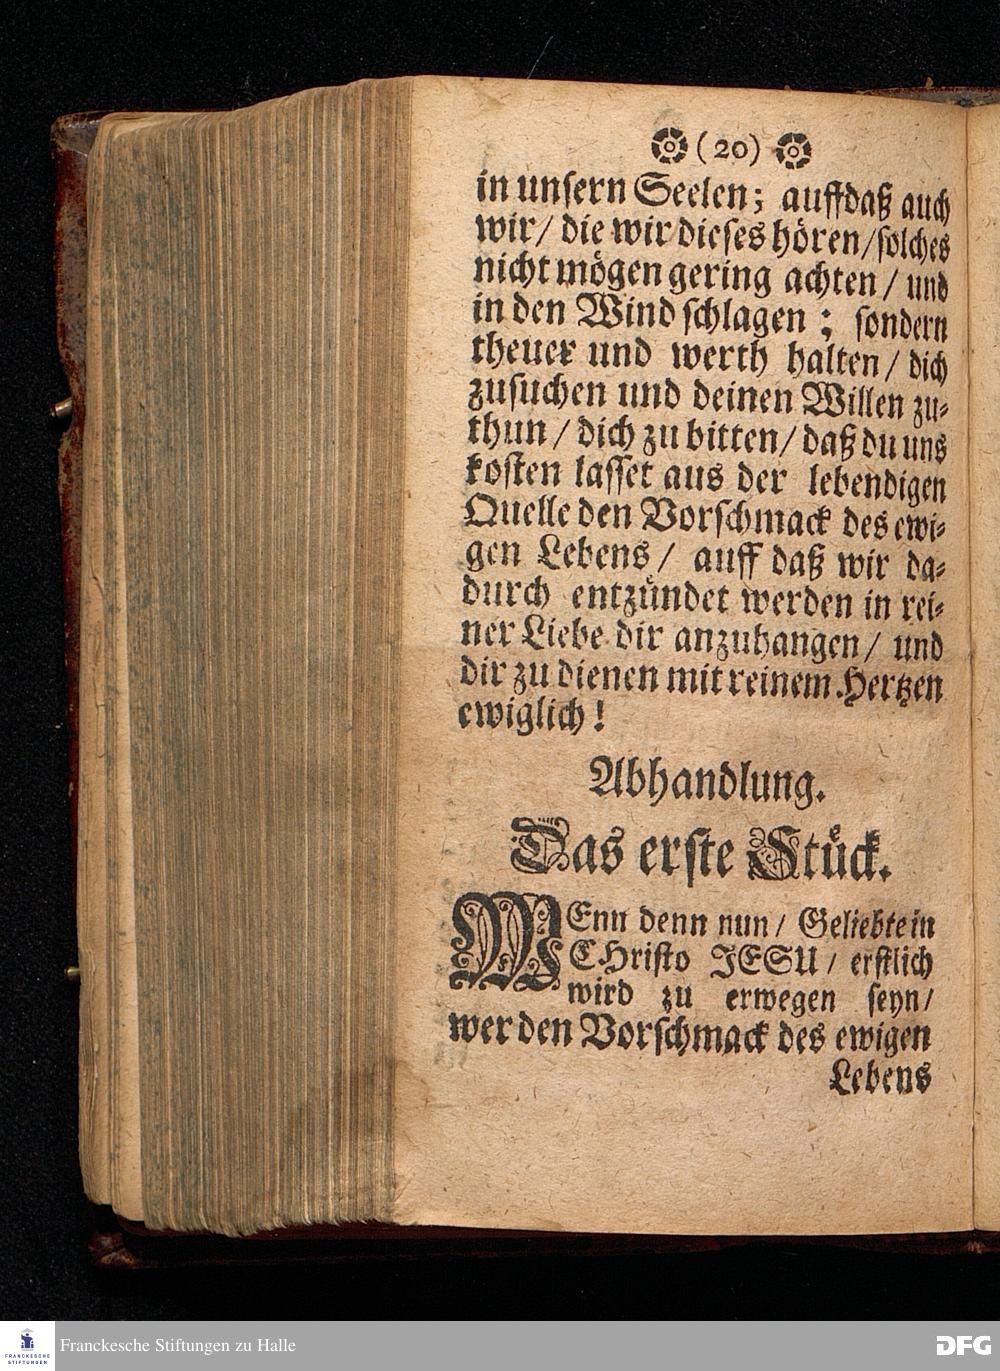 (20)
in unsern Seelen; auffdaß auch
wir/ die wir dieses hören/solches
nicht mögen gering achten / und
in den Wind schlagen ; sondern
theuer und werth halten / dich
zusuchen und deinen Willen zu-
thun / dich zu bitten/ daß du uns
kosten lasset aus der lebendigen
Quelle den Vorschmack des ewi-
gen Lebens / auff daß wir da-
durch entzündet werden in rei-
ner Liebe dir anzuhangen/ und
dir zu dienen mit reinem Hertzen
ewiglich!
Abhandlung.
Das erste Stück.
WEnn denn nun / Geliebte in
CHristo JESU / erstlich
wird zu erwegen seyn/
wer den Vorschmack des ewigen
Lebens
FRANCKESCHE
STIFTUNGEN
Franckesche Stiftungen zu Halle
DFG